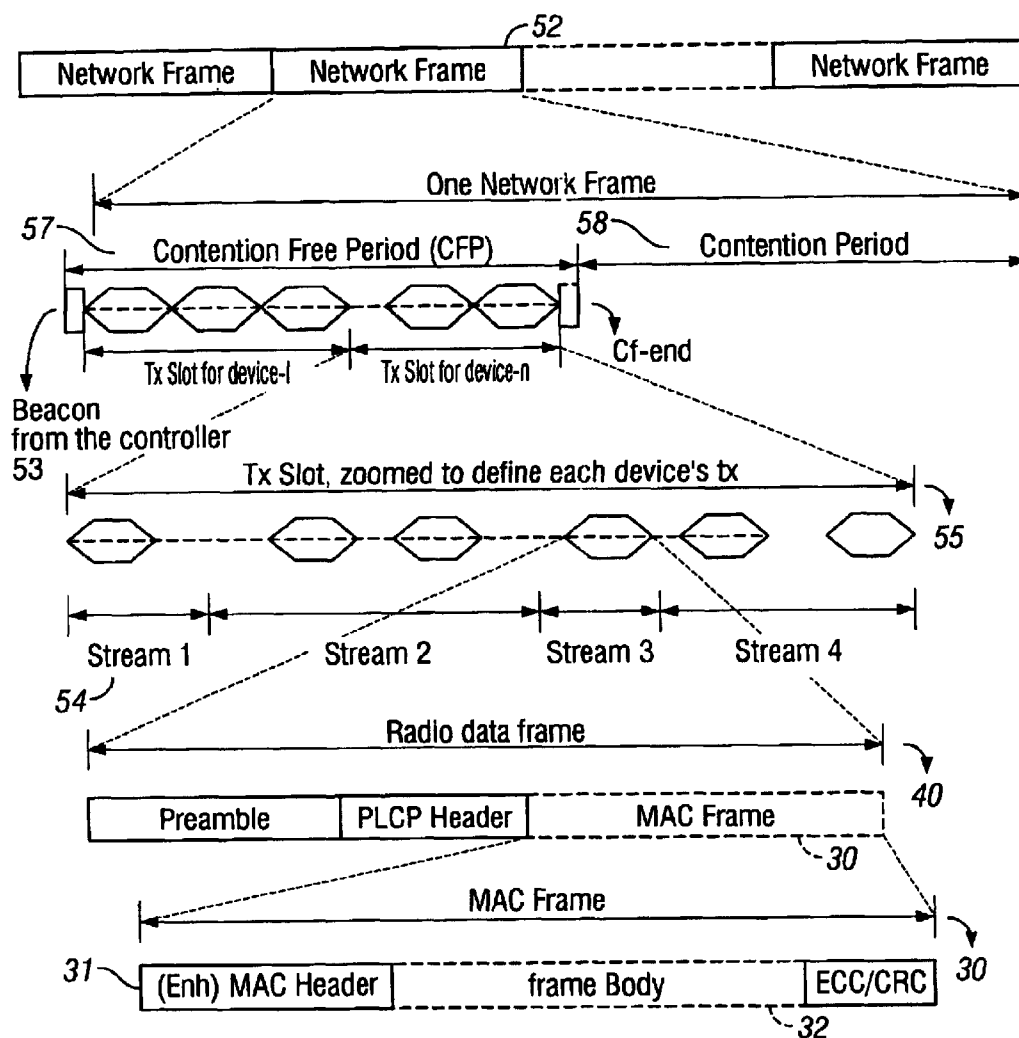 52
Network Frame Network Frame Network Frame
One Network Frame
57 58
Contention Free Period (CFP) Contention Period
Cf-end
Tx Slot for device-l Tx Slot for device-n
Beacon
from the controller
53
Tx Slot, zoomed to define each device's tx
55
Stream 1 Stream 2 Stream 3 Stream 4
54
Radio data frame
40
Preamble PLCP Header MAC Frame
30
MAC Frame
30
31
(Enh) MAC Header frame Body ECC/CRC
32